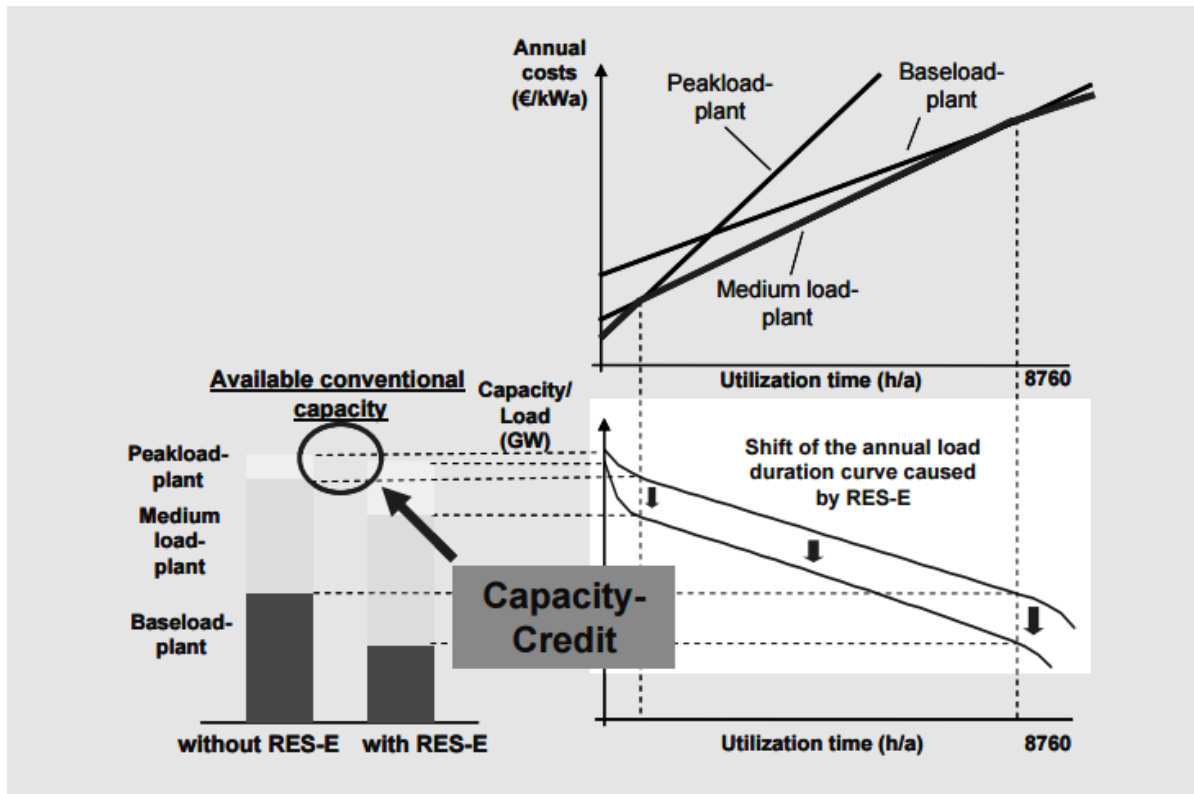 Annual
costs
(€/kWa)
Peakload-
plant
Baseload-
plant
Medium load-
plant
Utilization time (h/a)
8760
Available conventional
capacity
Capacity/
Load
(GW)
Peakload-
plant
Medium
load-
plant
Baseload-
plant
Shift of the annual load
duration curve caused
by RES-E
Capacity-
Credit
without RES-E
with RES-E
Utilization time (h/a)
8760